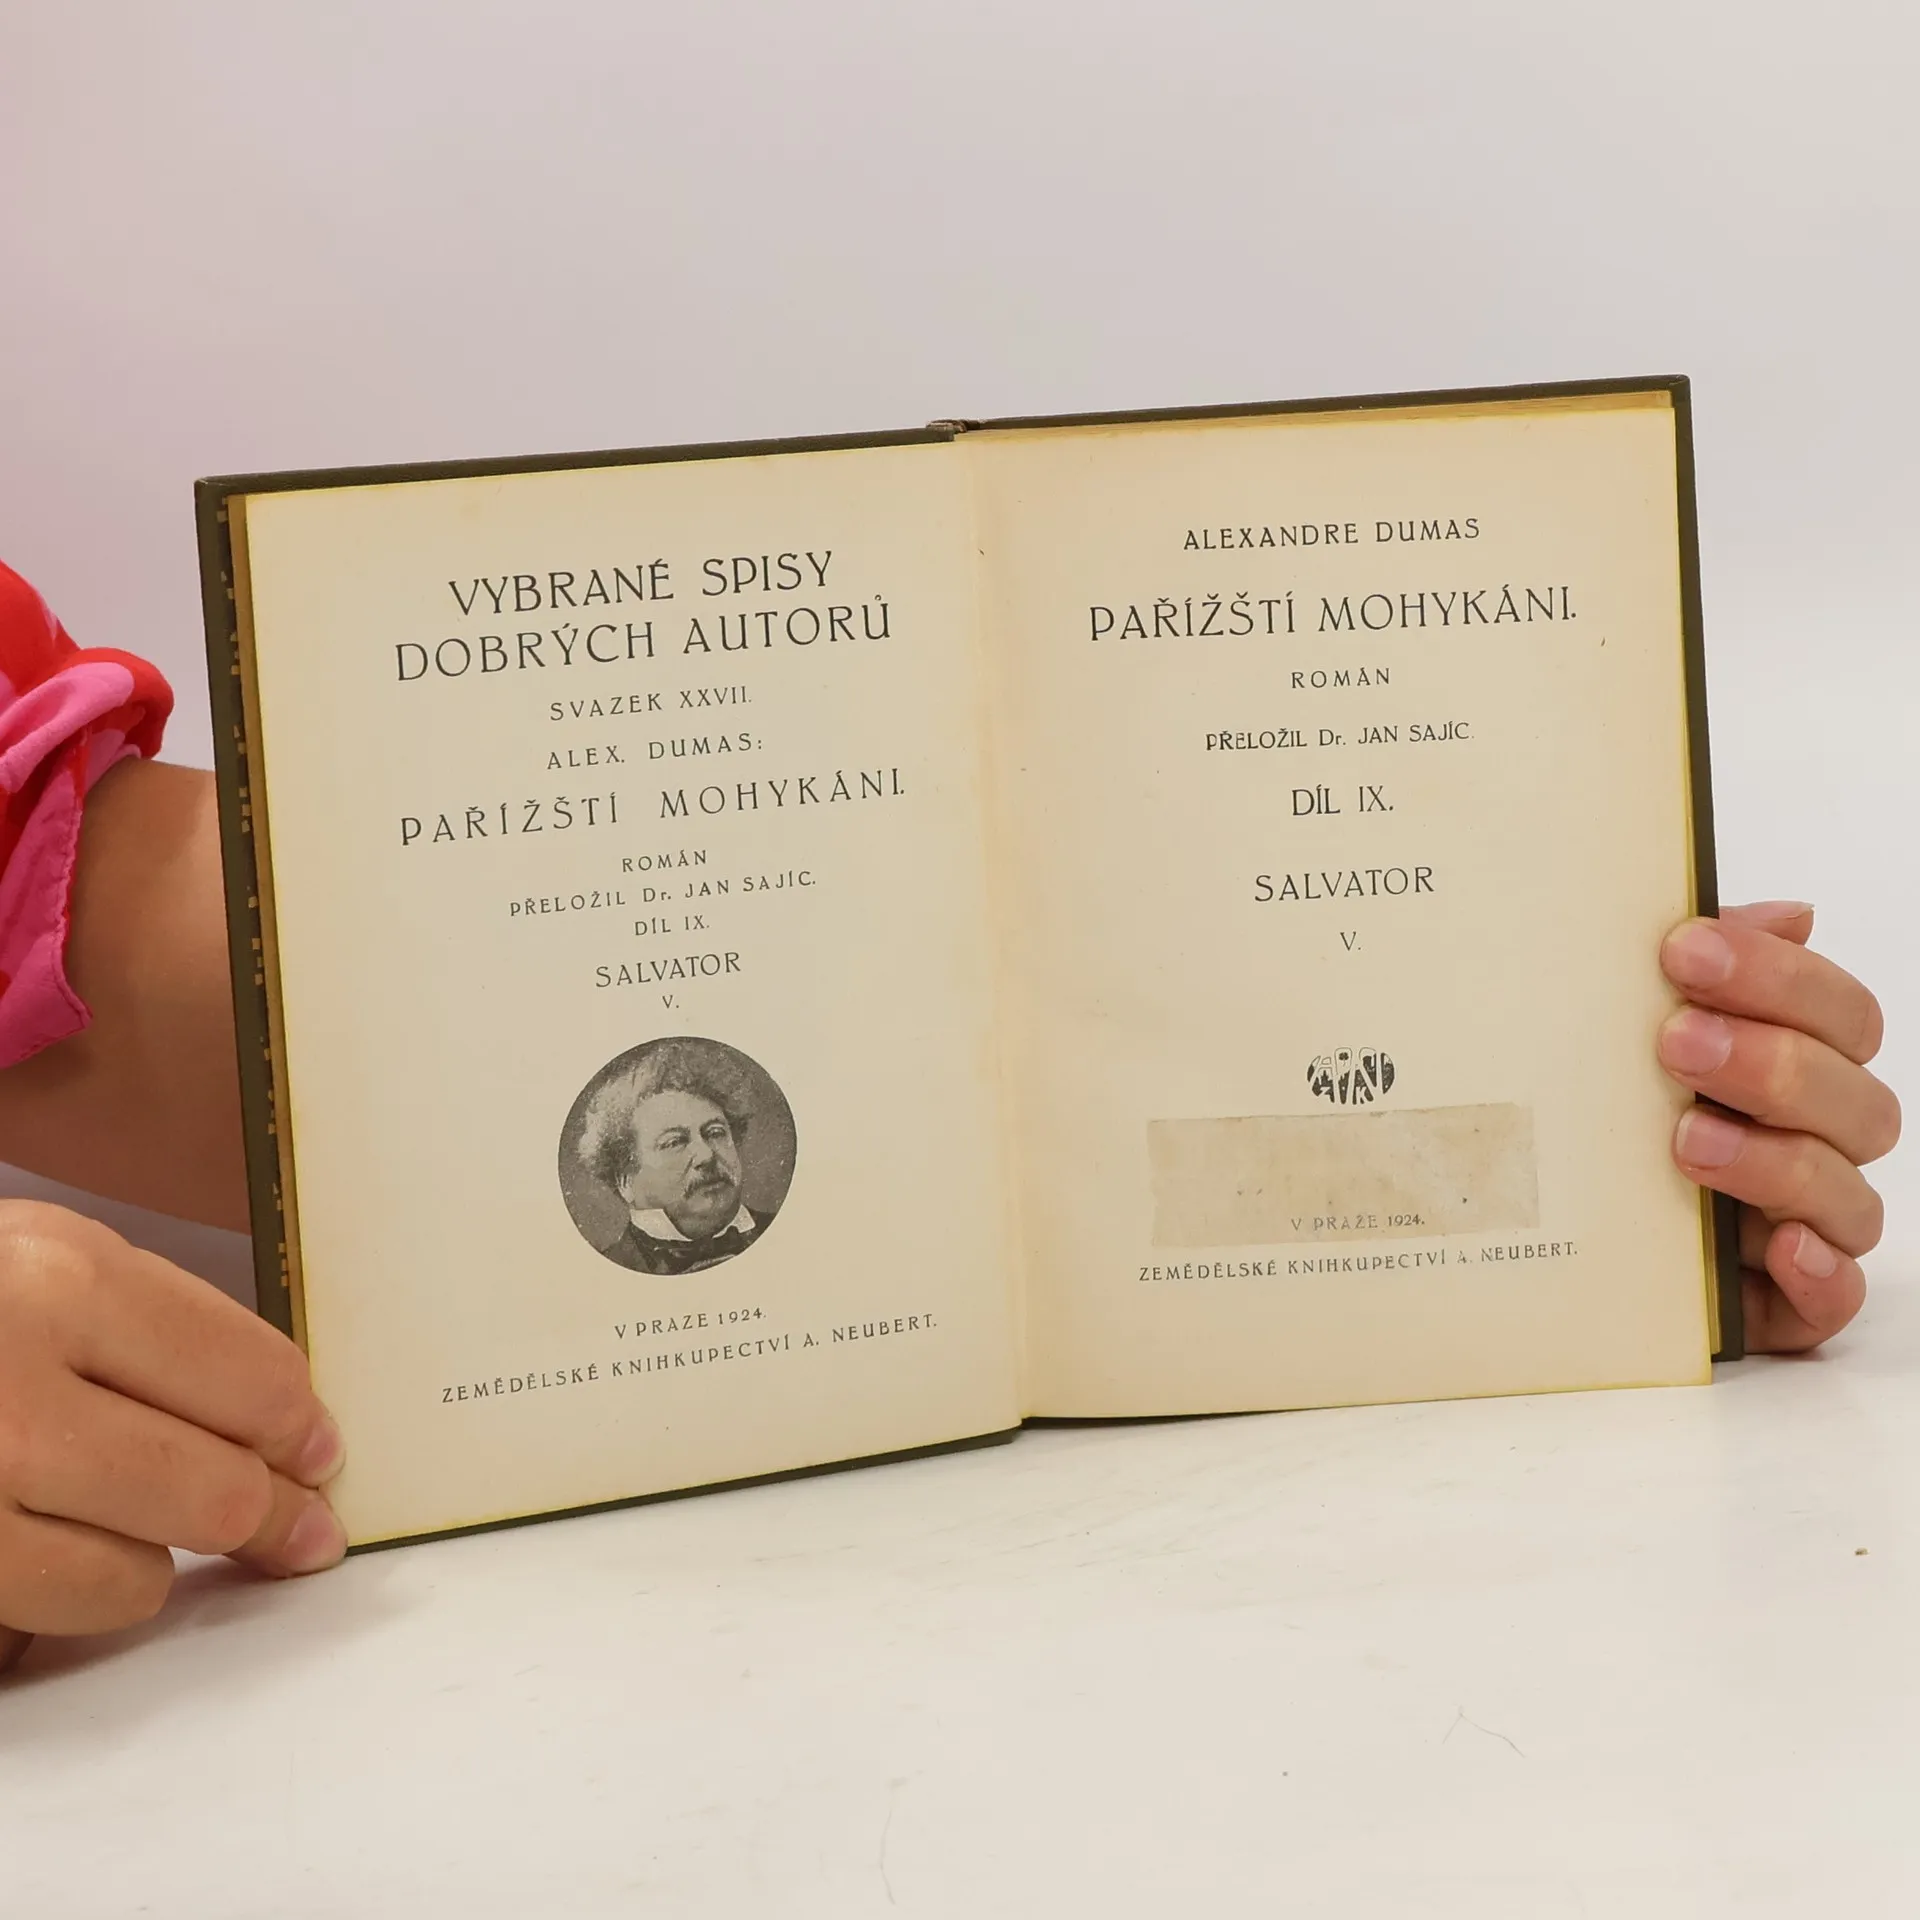 VYBRANÉ SPISY
DOBRÝCH AUTORŮ
SVAZEK XXVII.
ALEX. DUMAS:
PAŘÍŽŠTÍ MOHYKÁNI.
ROMÁN
PŘELOŽIL Dr. JAN SAJÍC.
DÍL IX.
SALVATOR
V.
V PRAZE 1924.
ZEMĚDĚLSKÉ KNIHKUPECTVÍ A. NEUBERT.
ALEXANDRE DUMAS
PAŘÍŽŠTÍ MOHYKÁNI.
ROMÁN
PŘELOŽIL Dr. JAN SAJÍC.
DÍL IX.
SALVATOR
V.
V PRAZE 1924.
ZEMĚDĚLSKÉ KNIHKUPECTVÍ A. NEUBERT.